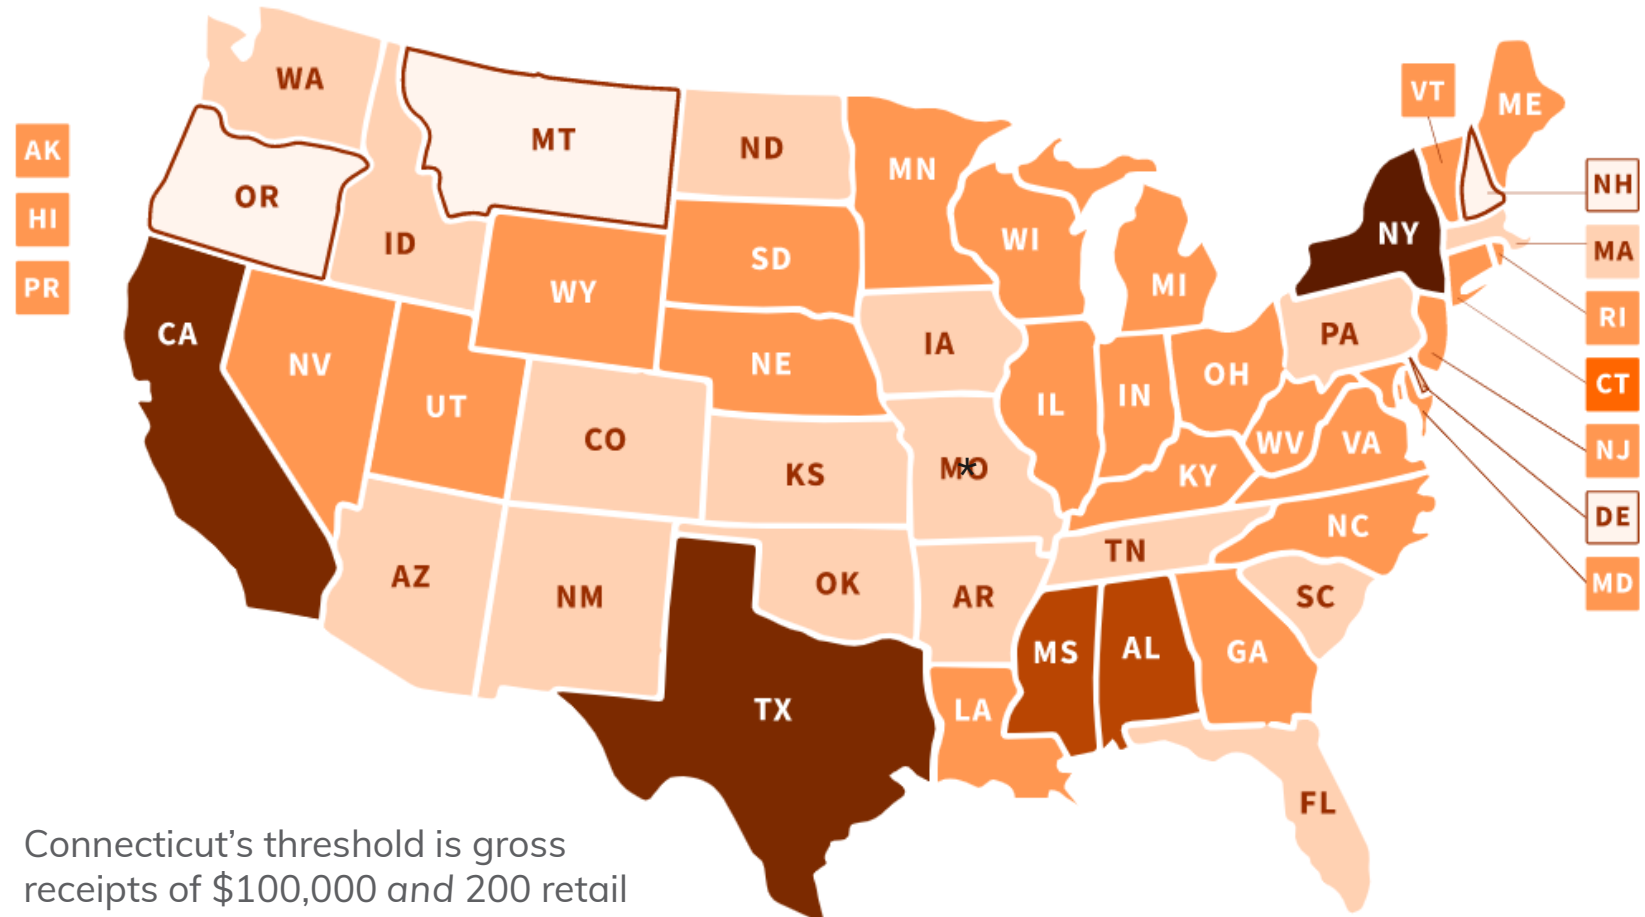 WA
MT
ND
MN
VT
ME
AK
OR
ID
WY
SD
WI
MI
NY
NH
HI
MA
PR
CA
NV
UT
CO
NE
IA
IL
IN
OH
PA
RI
CT
KS
MO
*
KY
WV
VA
NJ
AZ
NM
OK
AR
TN
NC
DE
SC
MD
TX
LA
MS
AL
GA
FL
Connecticut’s threshold is gross
receipts of $100,000 and 200 retail